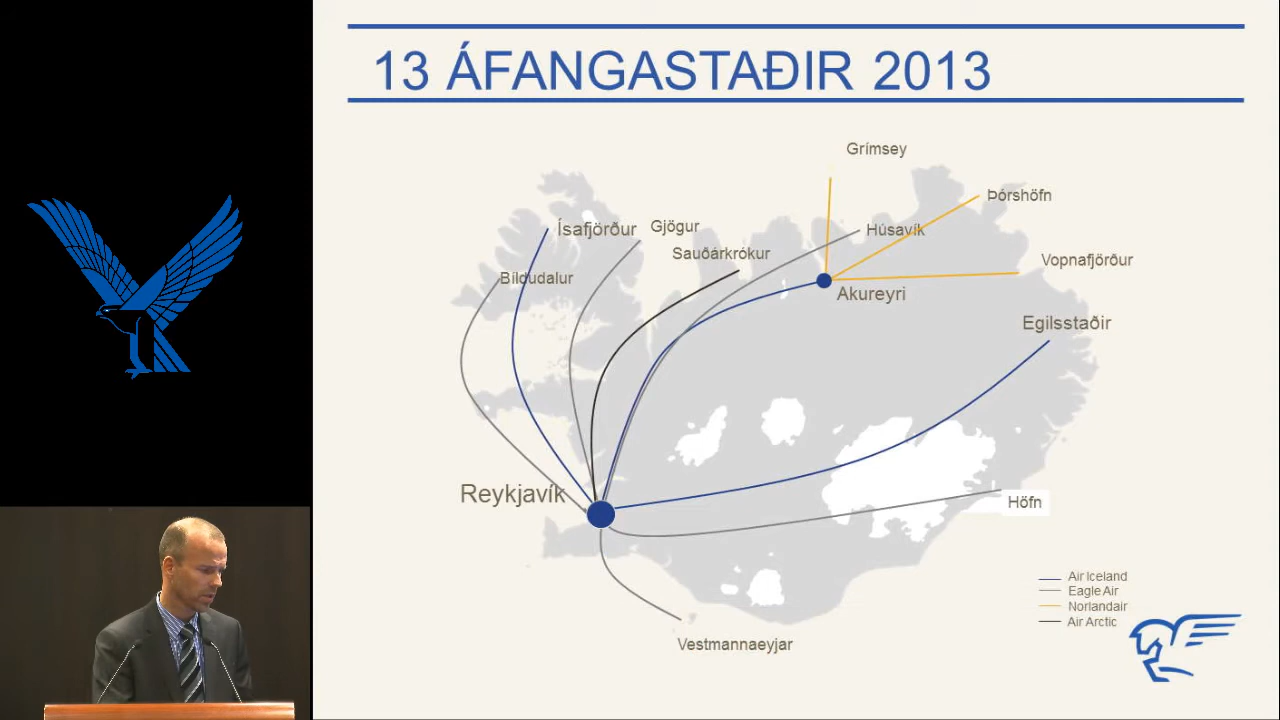 13 ÁFANGASTAÐIR 2013
Grímsey
Þórshöfn
Ísafjörður
Gjögur
Húsavík
Sauðárkrókur
Vopnafjörður
Bíldudalur
Akureyri
Egilsstaðir
Reykjavík
Höfn
Air Iceland
Eagle Air
Norlandair
Air Arctic
Vestmannaeyjar